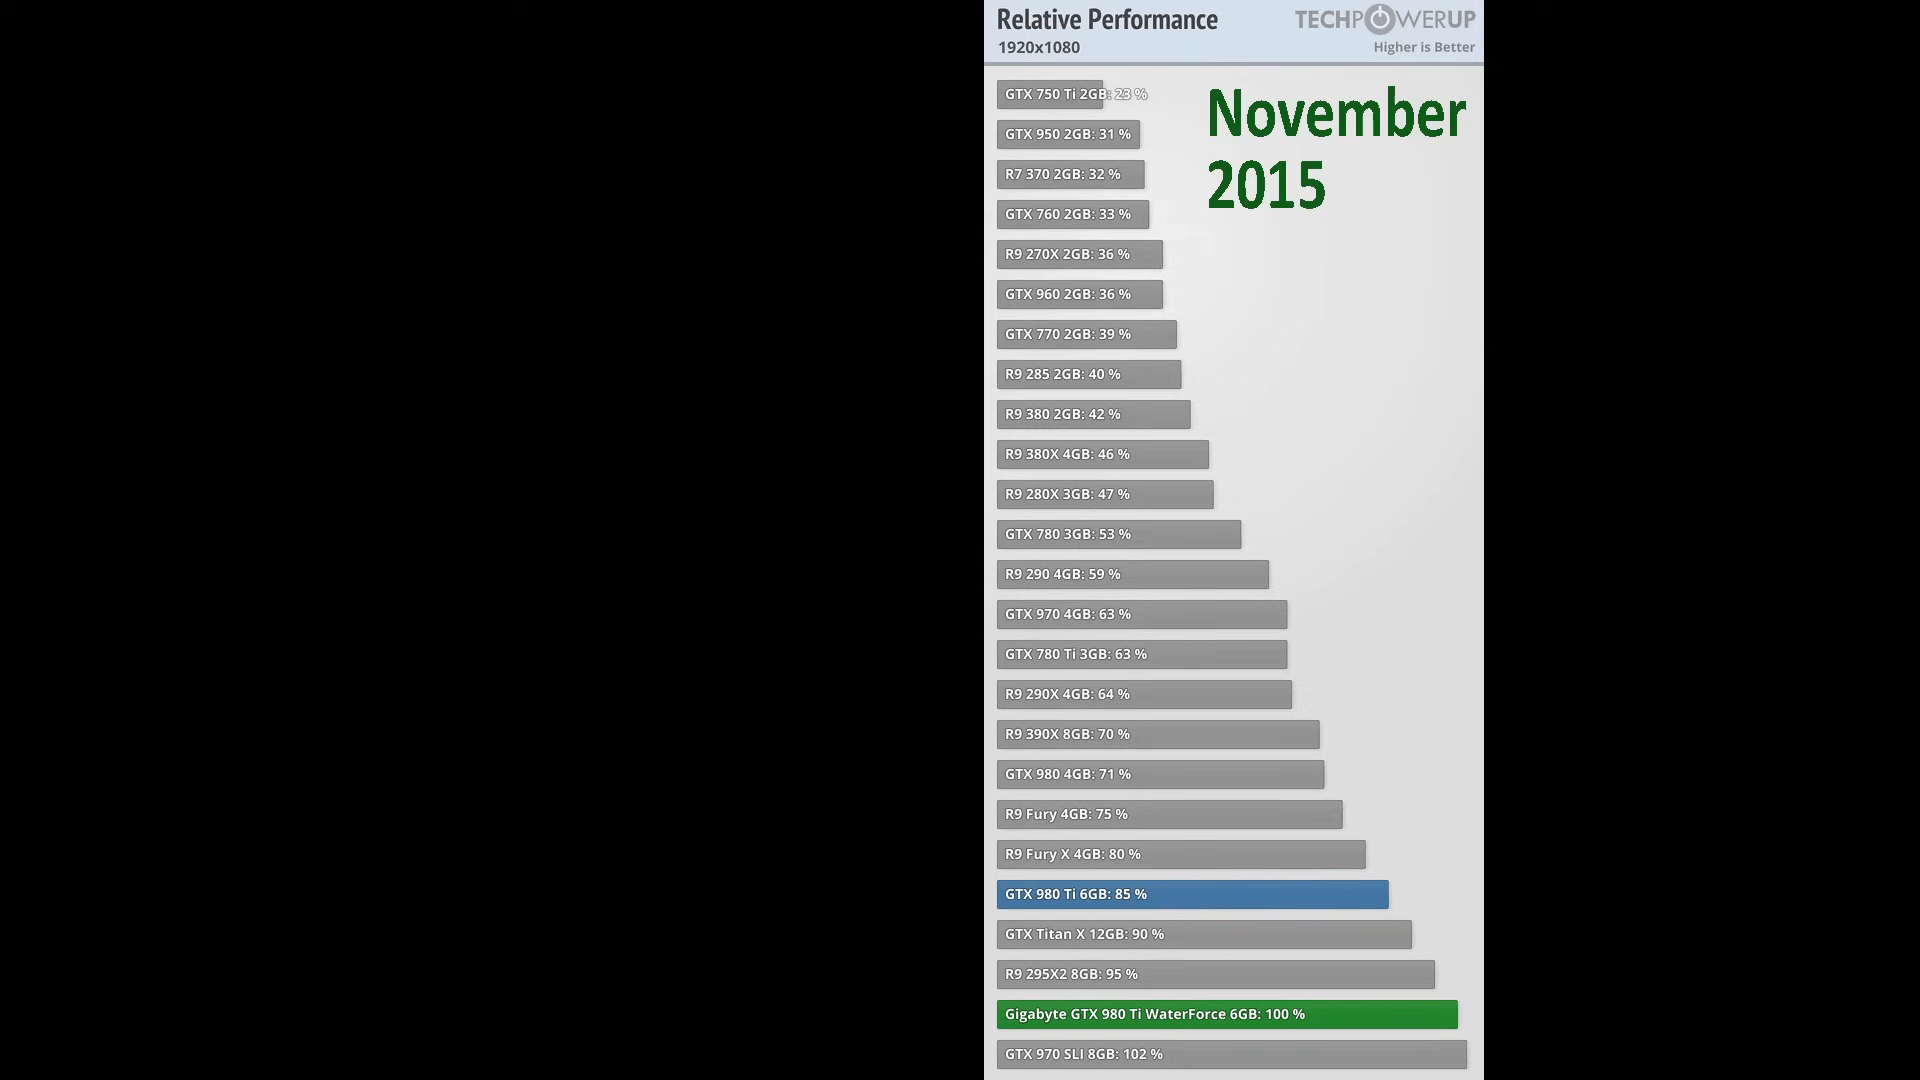 Relative Performance
TECHPOWERUP
1920x1080
Higher is Better
November
2015
GTX 750 Ti 2GB: 23 %
GTX 950 2GB: 31 %
R7 370 2GB: 32 %
GTX 760 2GB: 33 %
R9 270X 2GB: 36 %
GTX 960 2GB: 36 %
GTX 770 2GB: 39 %
R9 285 2GB: 40 %
R9 380 2GB: 42 %
R9 380X 4GB: 46 %
R9 280X 3GB: 47 %
GTX 780 3GB: 53 %
R9 290 4GB: 59 %
GTX 970 4GB: 63 %
GTX 780 Ti 3GB: 63 %
R9 290X 4GB: 64 %
R9 390X 8GB: 70 %
GTX 980 4GB: 71 %
R9 Fury 4GB: 75 %
R9 Fury X 4GB: 80 %
GTX 980 Ti 6GB: 85 %
GTX Titan X 12GB: 90 %
R9 295X2 8GB: 95 %
Gigabyte GTX 980 Ti WaterForce 6GB: 100 %
GTX 970 SLI 8GB: 102 %